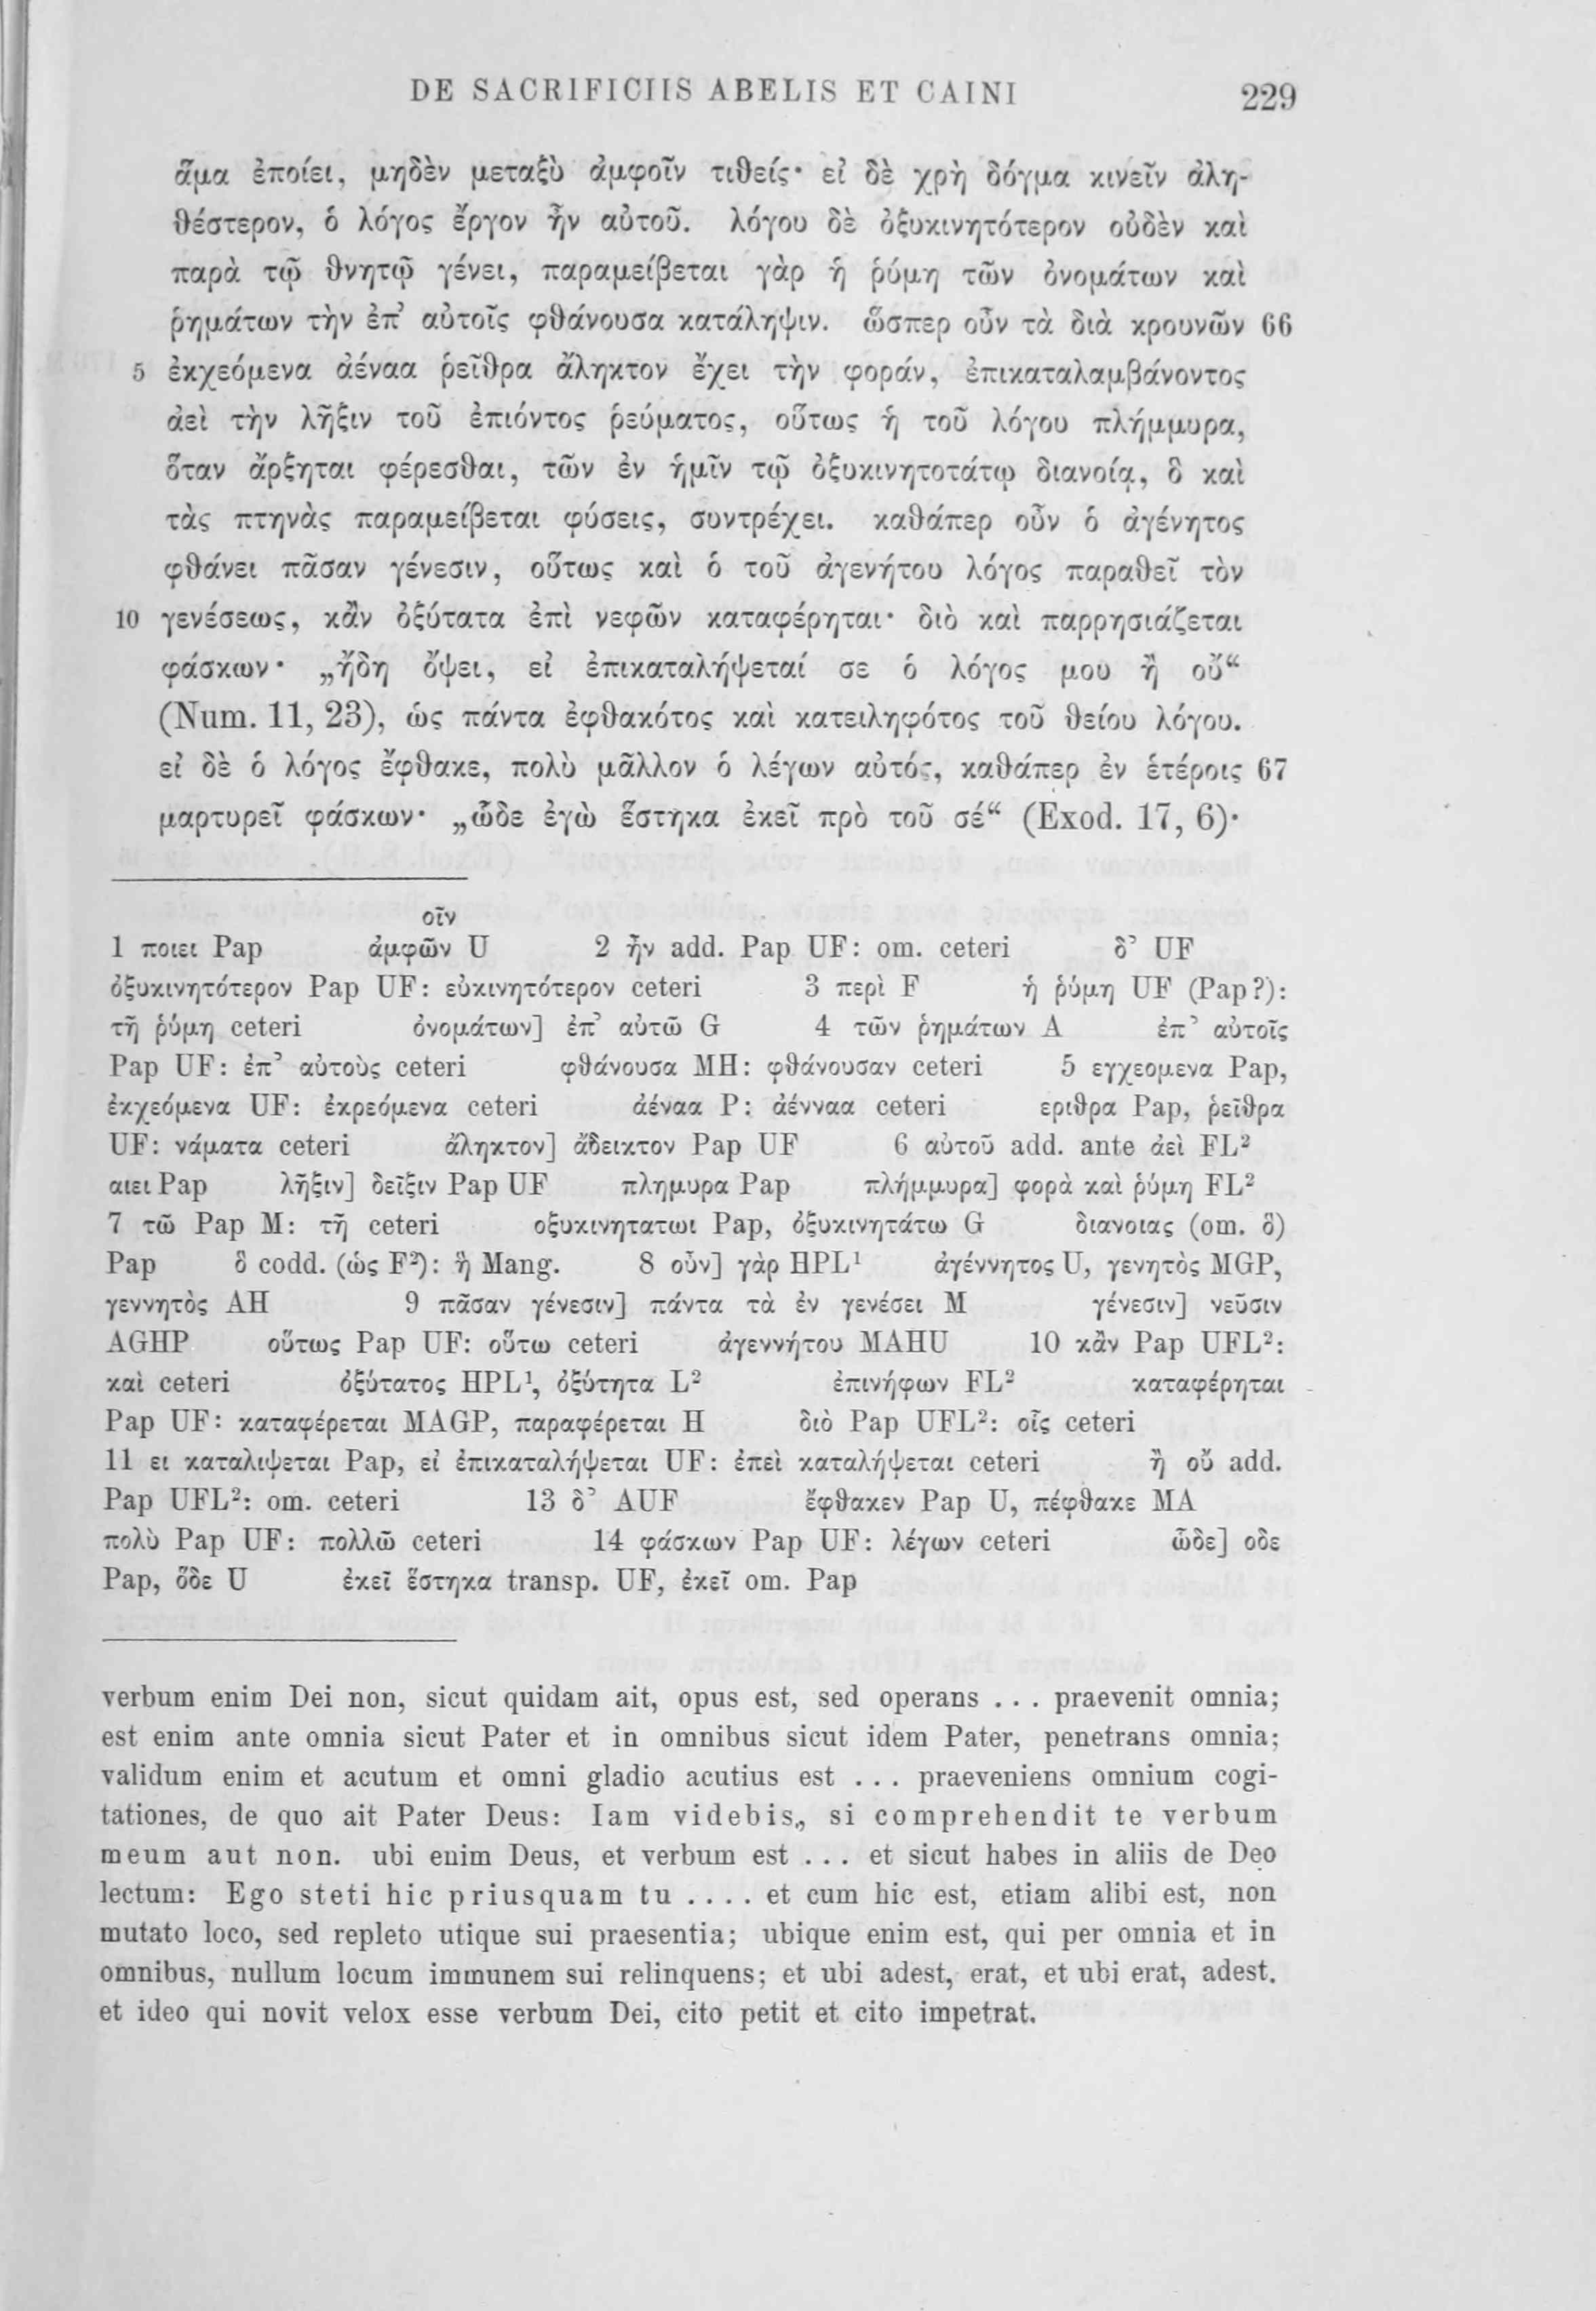 DE SACRIFICIIS ABELIS ET CAINI 229
ἅμα ἐποίει, μηδὲν μεταξὺ ἀμφοῖν τιθείς· εἰ δὲ χρὴ δόγμα κινεῖν ἀλη-
θέστερον, ὁ λόγος ἔργον ἦν αὐτοῦ. λόγου δὲ ὀξυκινητότερον οὐδὲν καὶ
παρὰ τῷ θνητῷ γένει, παραμείβεται γὰρ ἡ ῥύμη τῶν ὀνομάτων καὶ
ῥημάτων τὴν ἐπ’ αὐτοῖς φθάνουσα κατάληψιν. ὥσπερ οὖν τὰ διὰ κρουνῶν 66
5 ἐκχεόμενα ἀέναα ῥεῖθρα ἄληκτον ἔχει τὴν φοράν, ἐπικαταλαμβάνοντος
ἀεὶ τὴν λῆξιν τοῦ ἐπιόντος ῥεύματος, οὕτως ἡ τοῦ λόγου πλήμμυρα,
ὅταν ἄρξηται φέρεσθαι, τῶν ἐν ἡμῖν τῷ ὀξυκινητοτάτῳ διανοίᾳ, ὃ καὶ
τὰς πτηνὰς παραμείβεται φύσεις, συντρέχει. καθάπερ οὖν ὁ ἀγένητος
φθάνει πᾶσαν γένεσιν, οὕτως καὶ ὁ τοῦ ἀγενήτου λόγος παραθεῖ τὸν
10 γενέσεως, κἂν ὀξύτατα ἐπὶ νεφῶν καταφέρηται· διὸ καὶ παρρησιάζεται
φάσκων· „ἤδη ὄψει, εἰ ἐπικαταλήψεταί σε ὁ λόγος μου ἢ οὔ“
(Num. 11, 23), ὡς πάντα ἐφθακότος καὶ κατειληφότος τοῦ θείου λόγου.
εἰ δὲ ὁ λόγος ἔφθακε, πολὺ μᾶλλον ὁ λέγων αὐτός, καθάπερ ἐν ἑτέροις 67
μαρτυρεῖ φάσκων· „ὧδε ἐγὼ ἕστηκα ἐκεῖ πρὸ τοῦ σέ“ (Exod. 17, 6)·
οῖν
1 ποιει Pap ἀμφῶν U 2 ἦν add. Pap UF: om. ceteri δ’ UF
ὀξυκινητότερον Pap UF: εὐκινητότερον ceteri 3 περὶ F ἡ ῥύμη UF (Pap?):
τῆ ῥύμη ceteri ὀνομάτων] ἐπ’ αὐτῶ G 4 τῶν ῥημάτων A ἐπ’ αὐτοῖς
Pap UF: ἐπ’ αὐτοὺς ceteri φθάνουσα MH: φθάνουσαν ceteri 5 εγχεομενα Pap,
ἐκχεόμενα UF: ἐκρεόμενα ceteri ἀέναα P: ἀένναα ceteri εριθρα Pap, ῥεῖθρα
UF: νάματα ceteri ἄληκτον] ἄδεικτον Pap UF 6 αὐτοῦ add. ante ἀεὶ FL²
αιει Pap λῆξιν] δεῖξιν Pap UF πλημυρα Pap πλήμμυρα] φορὰ καὶ ῥύμη FL²
7 τῶ Pap M: τῆ ceteri οξυκινητατωι Pap, ὀξυκινητάτω G διανοιας (om. ὃ)
Pap ὃ codd. (ὡς F²): ἣ Mang. 8 οὖν] γὰρ HPL¹ ἀγέννητος U, γενητὸς MGP,
γεννητὸς AH 9 πᾶσαν γένεσιν] πάντα τὰ ἐν γενέσει M γένεσιν] νεῦσιν
AGHP οὕτως Pap UF: οὕτω ceteri ἀγεννήτου MAHU 10 κἂν Pap UFL²:
καὶ ceteri ὀξύτατος HPL¹, ὀξύτητα L² ἐπινήφων FL² καταφέρηται
Pap UF: καταφέρεται MAGP, παραφέρεται H διὸ Pap UFL²: οἷς ceteri
11 ει καταλιψεται Pap, εἰ ἐπικαταλήψεται UF: ἐπεὶ καταλήψεται ceteri ἢ οὔ add.
Pap UFL²: om. ceteri 13 δ’ AUF ἔφθακεν Pap U, πέφθακε MA
πολὺ Pap UF: πολλῶ ceteri 14 φάσκων Pap UF: λέγων ceteri ὧδε] οδε
Pap, ὅδε U ἐκεῖ ἕστηκα transp. UF, ἐκεῖ om. Pap
verbum enim Dei non, sicut quidam ait, opus est, sed operans . . . praevenit omnia;
est enim ante omnia sicut Pater et in omnibus sicut idem Pater, penetrans omnia;
validum enim et acutum et omni gladio acutius est . . . praeveniens omnium cogi-
tationes, de quo ait Pater Deus: Iam videbis, si comprehendit te verbum
meum aut non. ubi enim Deus, et verbum est . . . et sicut habes in aliis de Deo
lectum: Ego steti hic priusquam tu . . . . et cum hic est, etiam alibi est, non
mutato loco, sed repleto utique sui praesentia; ubique enim est, qui per omnia et in
omnibus, nullum locum immunem sui relinquens; et ubi adest, erat, et ubi erat, adest.
et ideo qui novit velox esse verbum Dei, cito petit et cito impetrat.